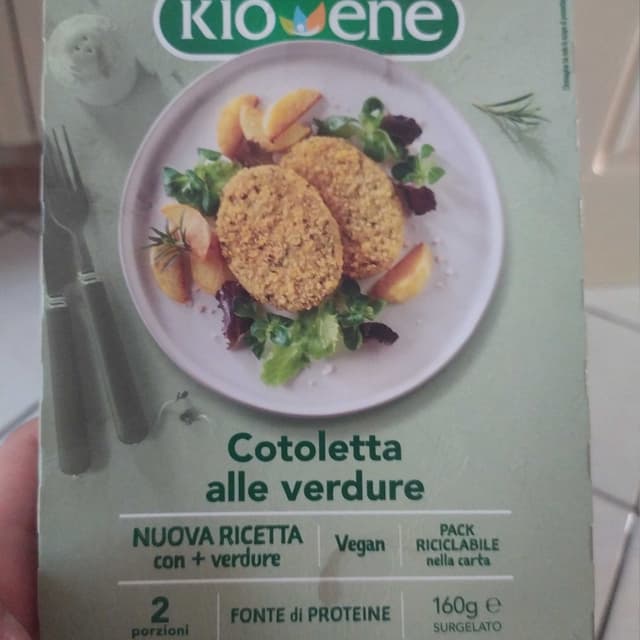 KIOENE
Cotoletta
alle verdure
NUOVA RICETTA
con + verdure
Vegan
PACK
RICICLABILE
nella carta
2
porzioni
FONTE di PROTEINE
160g e
SURGELATO